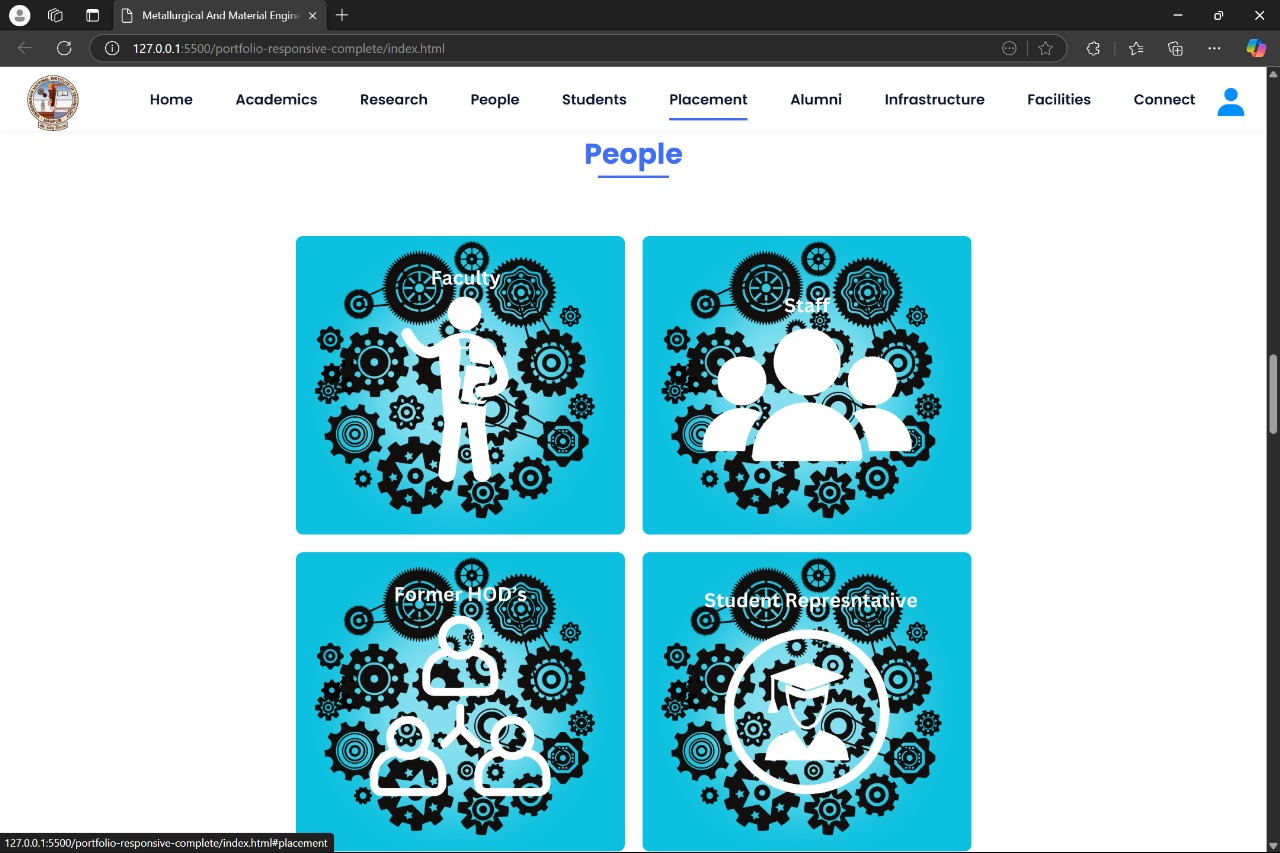 Metallurgical And Material Engin
127.0.0.1:5500/portfolio-responsive-complete/index.html
Home Academics Research People Students Placement Alumni Infrastructure Facilities Connect
People
Faculty
Staff
Former HOD's
Student Represntative
127.0.0.1:5500/portfolio-responsive-complete/index.html#placement